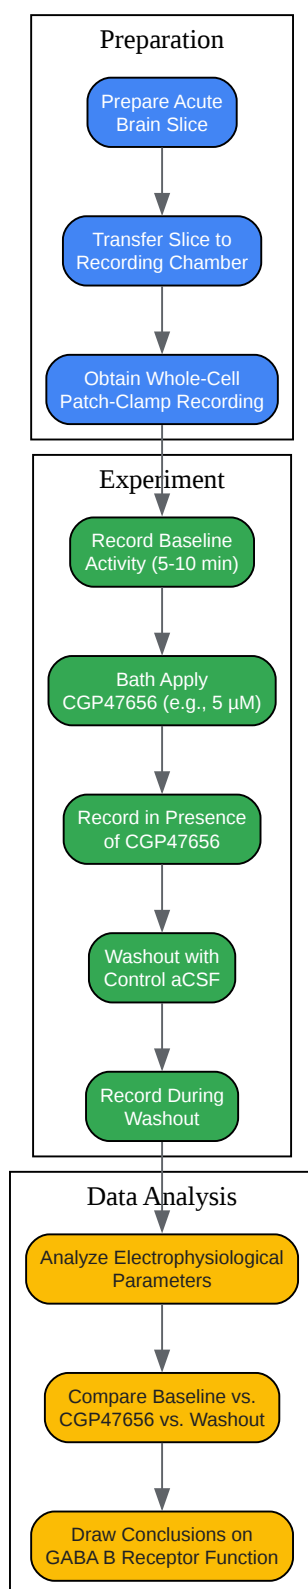 Preparation
Prepare Acute
Brain Slice
Transfer Slice to
Recording Chamber
Obtain Whole-Cell
Patch-Clamp Recording
Experiment
Record Baseline
Activity (5-10 min)
Bath Apply
CGP47656 (e.g., 5 µM)
Record in Presence
of CGP47656
Washout with
Control aCSF
Record During
Washout
Data Analysis
Analyze Electrophysiological
Parameters
Compare Baseline vs.
CGP47656 vs. Washout
Draw Conclusions on
GABA B Receptor Function